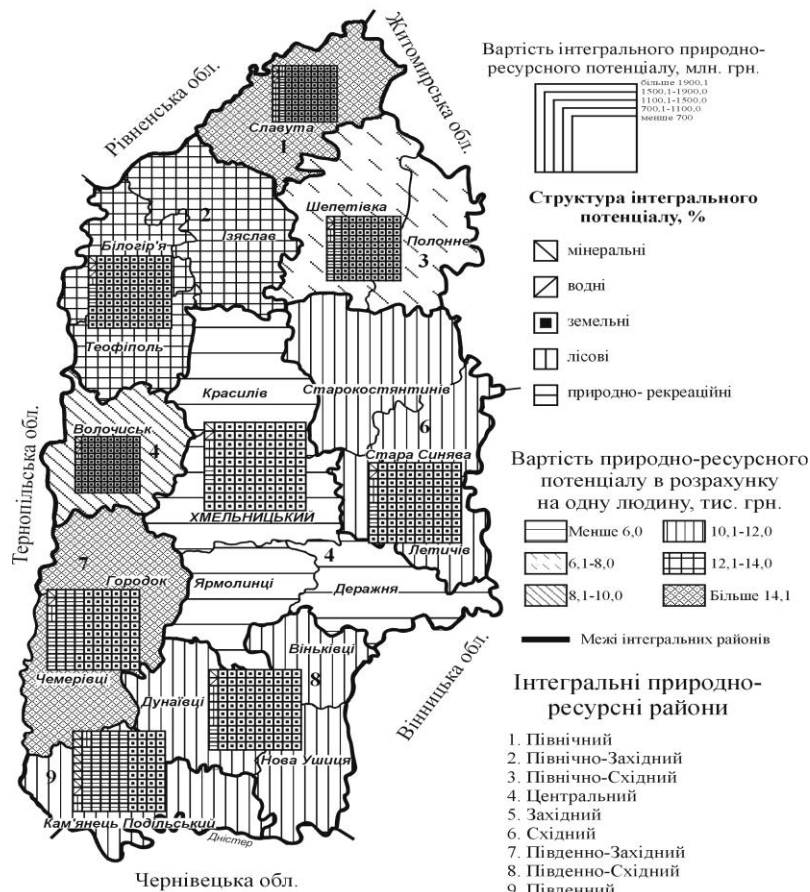 Рівненська обл.
Житомирська обл.
Славута
1
2
Ізяслав
Шепетівка
Полонне
3
Білогір'я
Теофіполь
Красилів
Старокостянтинів
6
Волочиськ
4
Стара Синява
ХМЕЛЬНИЦЬКИЙ
Летичів
Тернопільська обл.
7
Городок
Ярмолинці
4
Деражня
Чемерівці
Віньківці
Дунаївці
8
Вінницька обл.
Нова Ушиця
9
Кам'янець Подільський
Дністер
Чернівецька обл.
Вартість інтегрального природно-
ресурсного потенціалу, млн. грн.
більше 1900,1
1500,1-1900,0
1100,1-1500,0
700,1-1100,0
менше 700
Структура інтегрального
потенціалу, %
мінеральні
водні
земельні
лісові
природно- рекреаційні
Вартість природно-ресурсного
потенціалу в розрахунку
на одну людину, тис. грн.
Менше 6,0
10,1-12,0
6,1-8,0
12,1-14,0
8,1-10,0
Більше 14,1
Межі інтегральних районів
Інтегральні природно-
ресурсні райони
1. Північний
2. Північно-Західний
3. Північно-Східний
4. Центральний
5. Західний
6. Східний
7. Південно-Західний
8. Південно-Східний
9. Південний